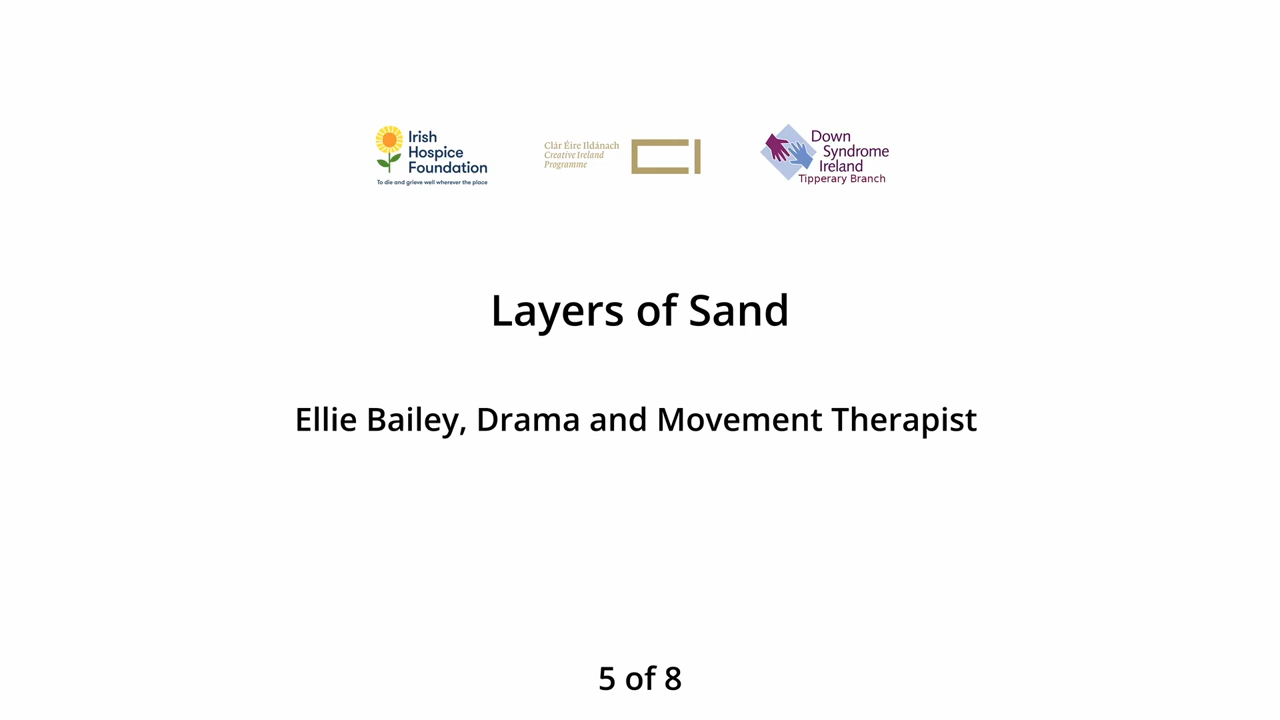 Irish
Hospice
Foundation
To die and grieve well wherever the place
Clár Éire Ildánach
Creative Ireland
Programme
Down
Syndrome
Ireland
Tipperary Branch
Layers of Sand
Ellie Bailey, Drama and Movement Therapist
5 of 8